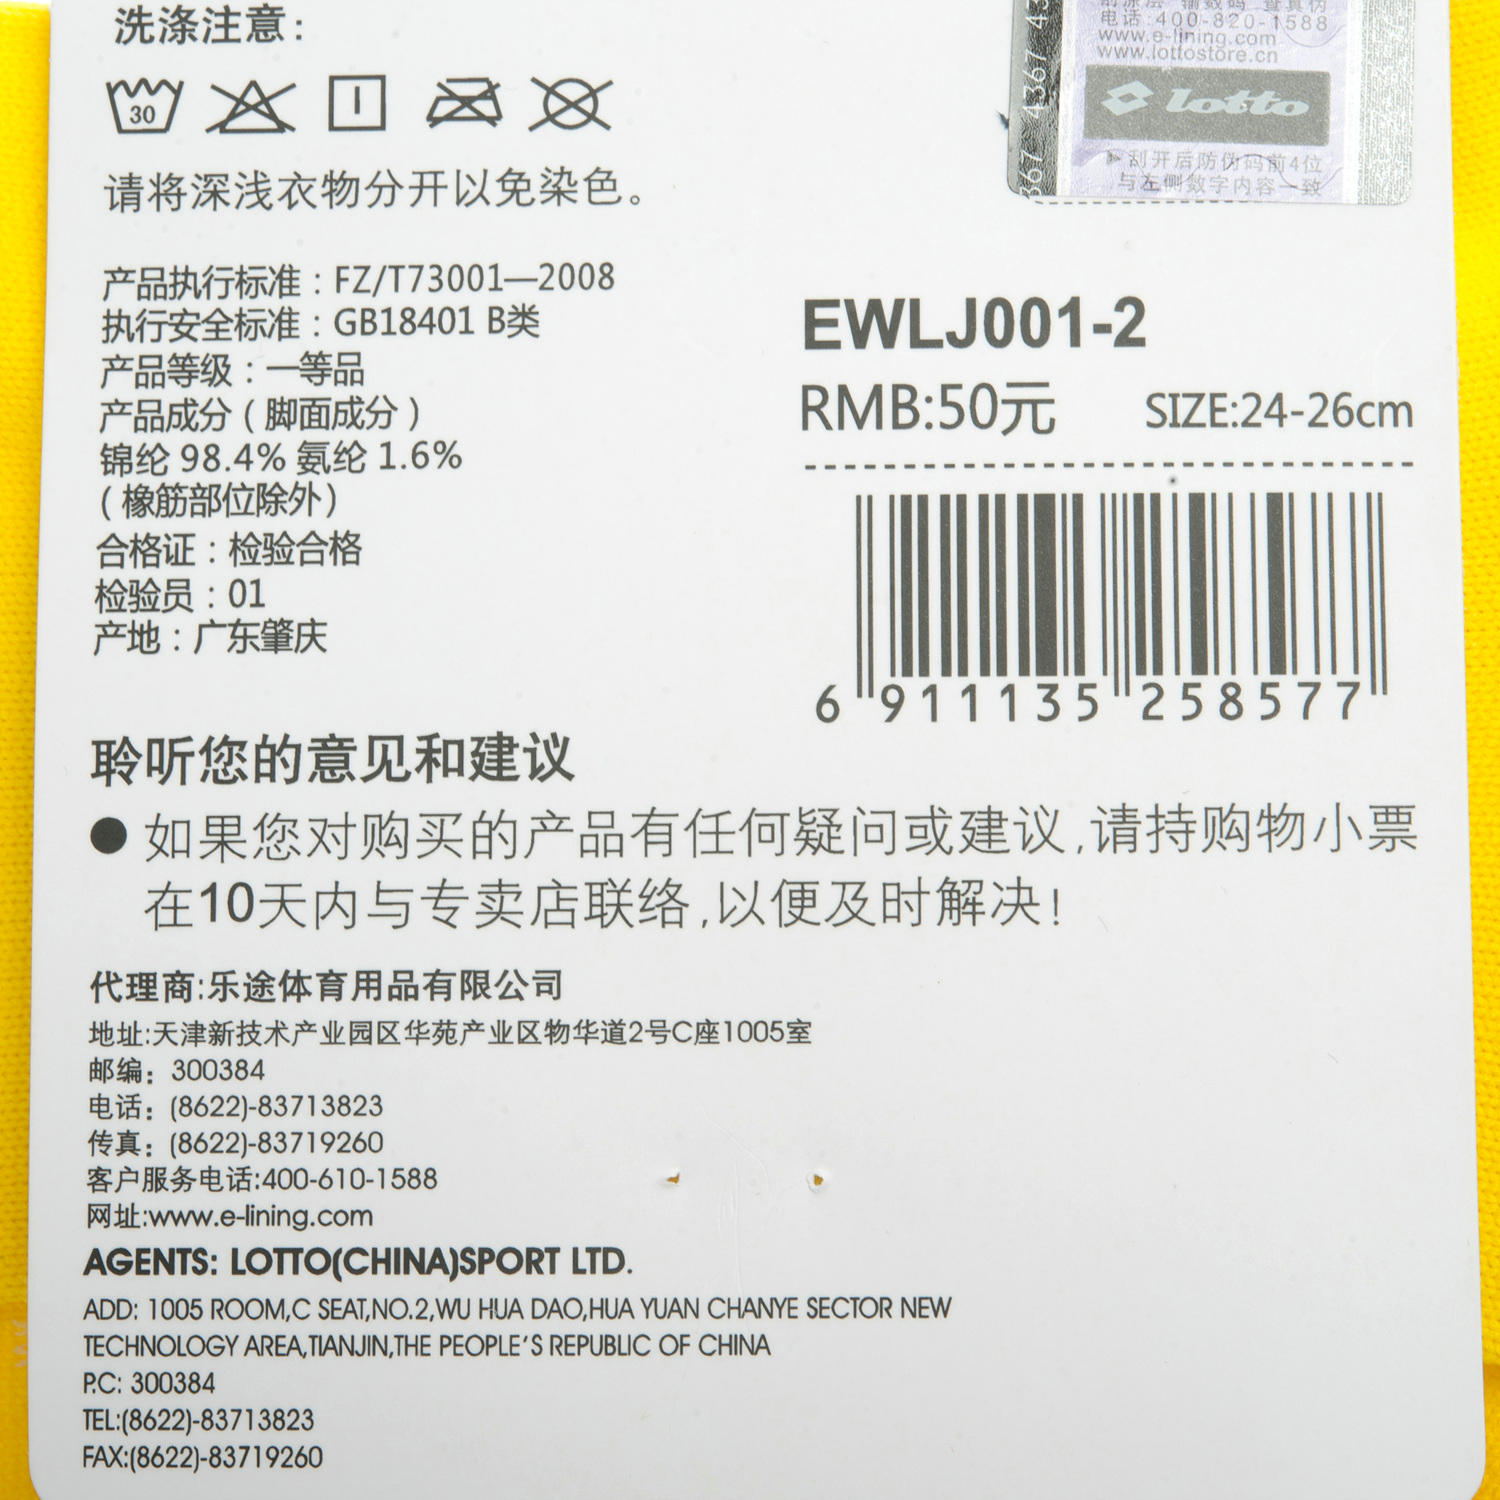 洗涤注意:
30
请将深浅衣物分开以免染色。
产品执行标准：FZ/T73001—2008
执行安全标准：GB18401 B类
产品等级：一等品
产品成分（脚面成分）
锦纶 98.4% 氨纶 1.6%
（橡筋部位除外）
合格证：检验合格
检验员：01
产地：广东肇庆
电话:400-820-1588
www.e-lining.com
www.lottostore.cn
lotto
刮开后防伪码前4位
与左侧数字内容一致
4367
EWLJ001-2
RMB:50元 SIZE:24-26cm
6 911135 258577
聆听您的意见和建议
●如果您对购买的产品有任何疑问或建议,请持购物小票
在10天内与专卖店联络,以便及时解决!
代理商:乐途体育用品有限公司
地址:天津新技术产业园区华苑产业区物华道2号C座1005室
邮编：300384
电话：(8622)-83713823
传真：(8622)-83719260
客户服务电话:400-610-1588
网址:www.e-lining.com
AGENTS: LOTTO(CHINA)SPORT LTD.
ADD: 1005 ROOM,C SEAT,NO.2,WU HUA DAO,HUA YUAN CHANYE SECTOR NEW
TECHNOLOGY AREA,TIANJIN,THE PEOPLE'S REPUBLIC OF CHINA
P.C: 300384
TEL:(8622)-83713823
FAX:(8622)-83719260